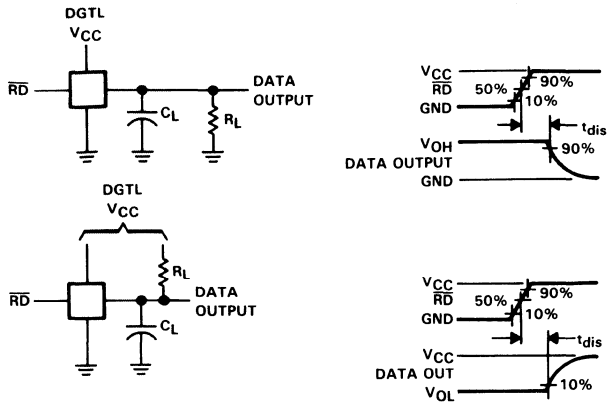 DGTL
VCC
RD
DATA
OUTPUT
CL
RL
VCC
RD
GND
50%
90%
10%
tdis
VOH
DATA OUTPUT
GND
90%
DGTL
VCC
RL
RD
DATA
OUTPUT
CL
VCC
RD
GND
50%
90%
10%
tdis
VCC
DATA OUT
VOL
10%